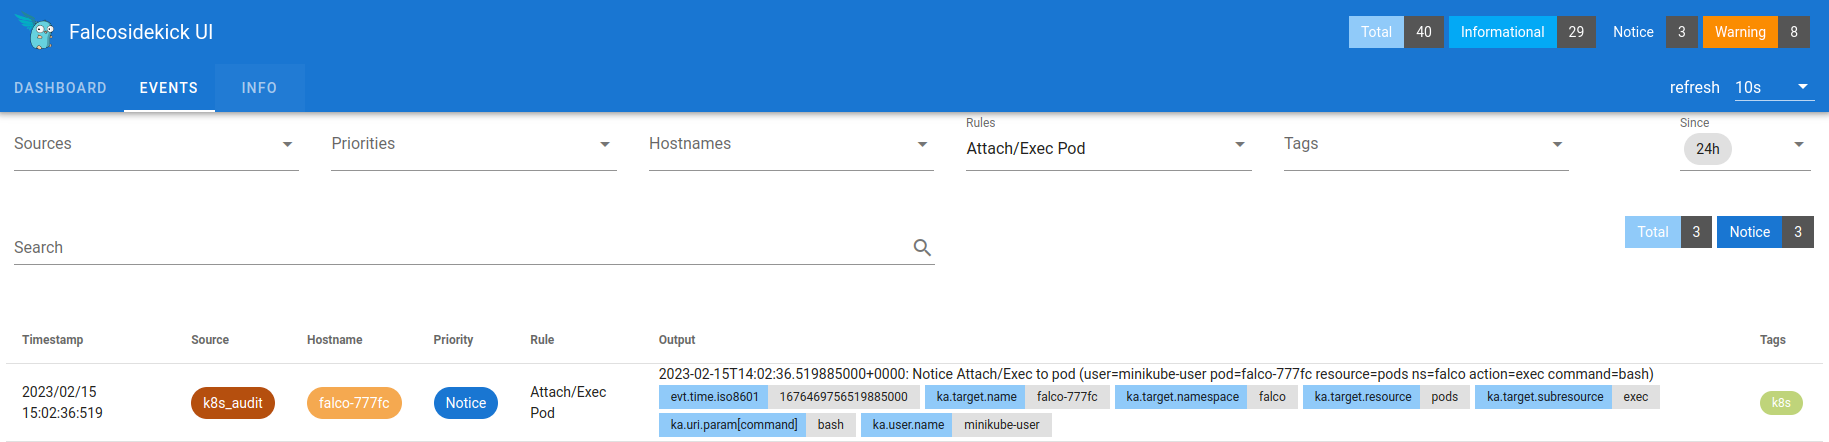 Falcosidekick UI
Total 40 Informational 29 Notice 3 Warning 8
DASHBOARD EVENTS INFO
refresh 10s
Sources Priorities Hostnames Rules Attach/Exec Pod Tags Since 24h
Search
Total 3 Notice 3
Timestamp Source Hostname Priority Rule Output Tags
2023/02/15
15:02:36:519
k8s_audit
falco-777fc
Notice
Attach/Exec
Pod
2023-02-15T14:02:36.519885000+0000: Notice Attach/Exec to pod (user=minikube-user pod=falco-777fc resource=pods ns=falco action=exec command=bash)
evt.time.iso8601 1676469756519885000 ka.target.name falco-777fc ka.target.namespace falco ka.target.resource pods ka.target.subresource exec
ka.uri.param[command] bash ka.user.name minikube-user
k8s